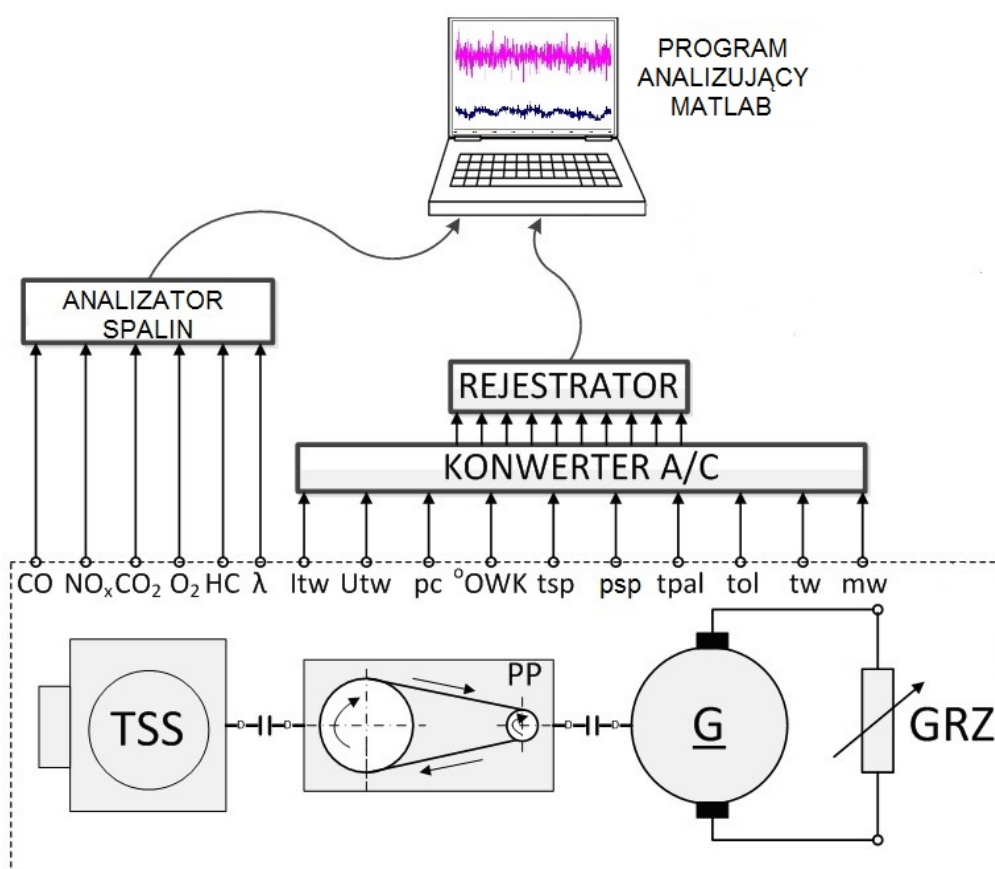 PROGRAM
ANALIZUJĄCY
MATLAB
ANALIZATOR
SPALIN
REJESTRATOR
KONWERTER A/C
CO NOₓ CO₂ O₂ HC λ Itw Utw pc °OWK tsp psp tpal tol tw mw
TSS
PP
G
GRZ